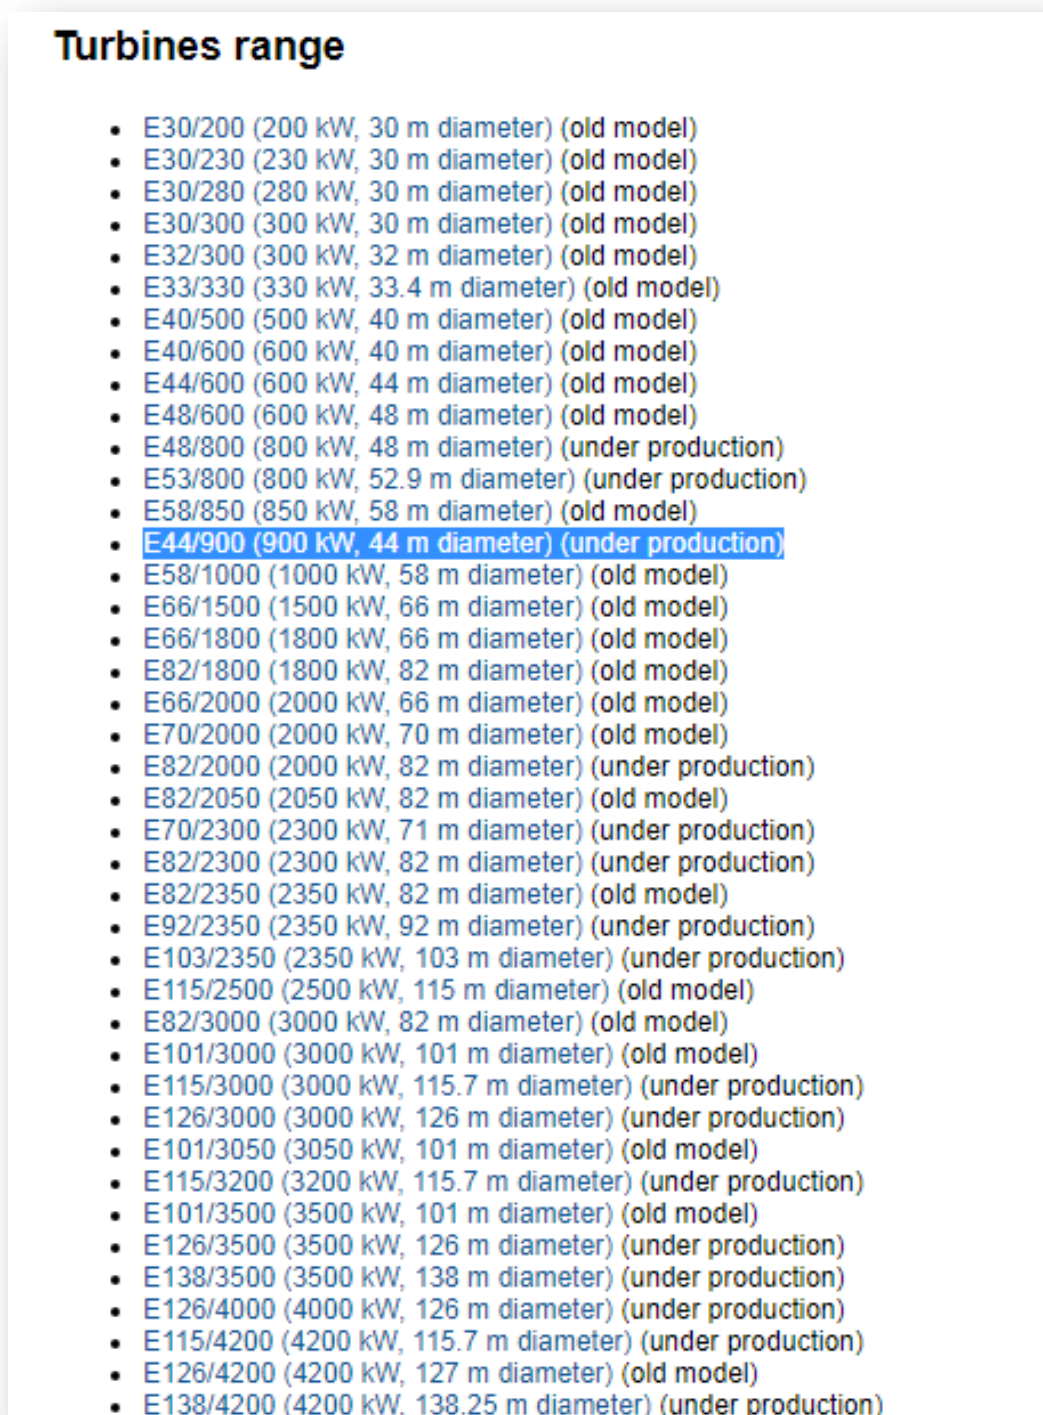 Turbines range
• E30/200 (200 kW, 30 m diameter) (old model)
• E30/230 (230 kW, 30 m diameter) (old model)
• E30/280 (280 kW, 30 m diameter) (old model)
• E30/300 (300 kW, 30 m diameter) (old model)
• E32/300 (300 kW, 32 m diameter) (old model)
• E33/330 (330 kW, 33.4 m diameter) (old model)
• E40/500 (500 kW, 40 m diameter) (old model)
• E40/600 (600 kW, 40 m diameter) (old model)
• E44/600 (600 kW, 44 m diameter) (old model)
• E48/600 (600 kW, 48 m diameter) (old model)
• E48/800 (800 kW, 48 m diameter) (under production)
• E53/800 (800 kW, 52.9 m diameter) (under production)
• E58/850 (850 kW, 58 m diameter) (old model)
• E44/900 (900 kW, 44 m diameter) (under production)
• E58/1000 (1000 kW, 58 m diameter) (old model)
• E66/1500 (1500 kW, 66 m diameter) (old model)
• E66/1800 (1800 kW, 66 m diameter) (old model)
• E82/1800 (1800 kW, 82 m diameter) (old model)
• E66/2000 (2000 kW, 66 m diameter) (old model)
• E70/2000 (2000 kW, 70 m diameter) (old model)
• E82/2000 (2000 kW, 82 m diameter) (under production)
• E82/2050 (2050 kW, 82 m diameter) (old model)
• E70/2300 (2300 kW, 71 m diameter) (under production)
• E82/2300 (2300 kW, 82 m diameter) (under production)
• E82/2350 (2350 kW, 82 m diameter) (old model)
• E92/2350 (2350 kW, 92 m diameter) (under production)
• E103/2350 (2350 kW, 103 m diameter) (under production)
• E115/2500 (2500 kW, 115 m diameter) (old model)
• E82/3000 (3000 kW, 82 m diameter) (old model)
• E101/3000 (3000 kW, 101 m diameter) (old model)
• E115/3000 (3000 kW, 115.7 m diameter) (under production)
• E126/3000 (3000 kW, 126 m diameter) (under production)
• E101/3050 (3050 kW, 101 m diameter) (old model)
• E115/3200 (3200 kW, 115.7 m diameter) (under production)
• E101/3500 (3500 kW, 101 m diameter) (old model)
• E126/3500 (3500 kW, 126 m diameter) (under production)
• E138/3500 (3500 kW, 138 m diameter) (under production)
• E126/4000 (4000 kW, 126 m diameter) (under production)
• E115/4200 (4200 kW, 115.7 m diameter) (under production)
• E126/4200 (4200 kW, 127 m diameter) (old model)
• E138/4200 (4200 kW, 138.25 m diameter) (under production)